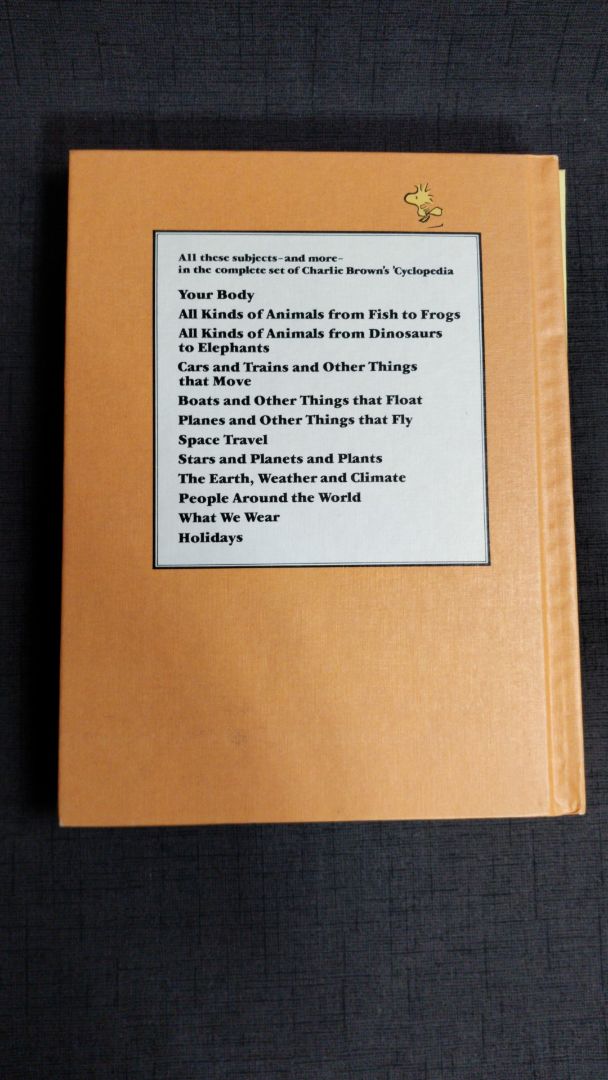 All these subjects–and more–
in the complete set of Charlie Brown's 'Cyclopedia
Your Body
All Kinds of Animals from Fish to Frogs
All Kinds of Animals from Dinosaurs
to Elephants
Cars and Trains and Other Things
that Move
Boats and Other Things that Float
Planes and Other Things that Fly
Space Travel
Stars and Planets and Plants
The Earth, Weather and Climate
People Around the World
What We Wear
Holidays